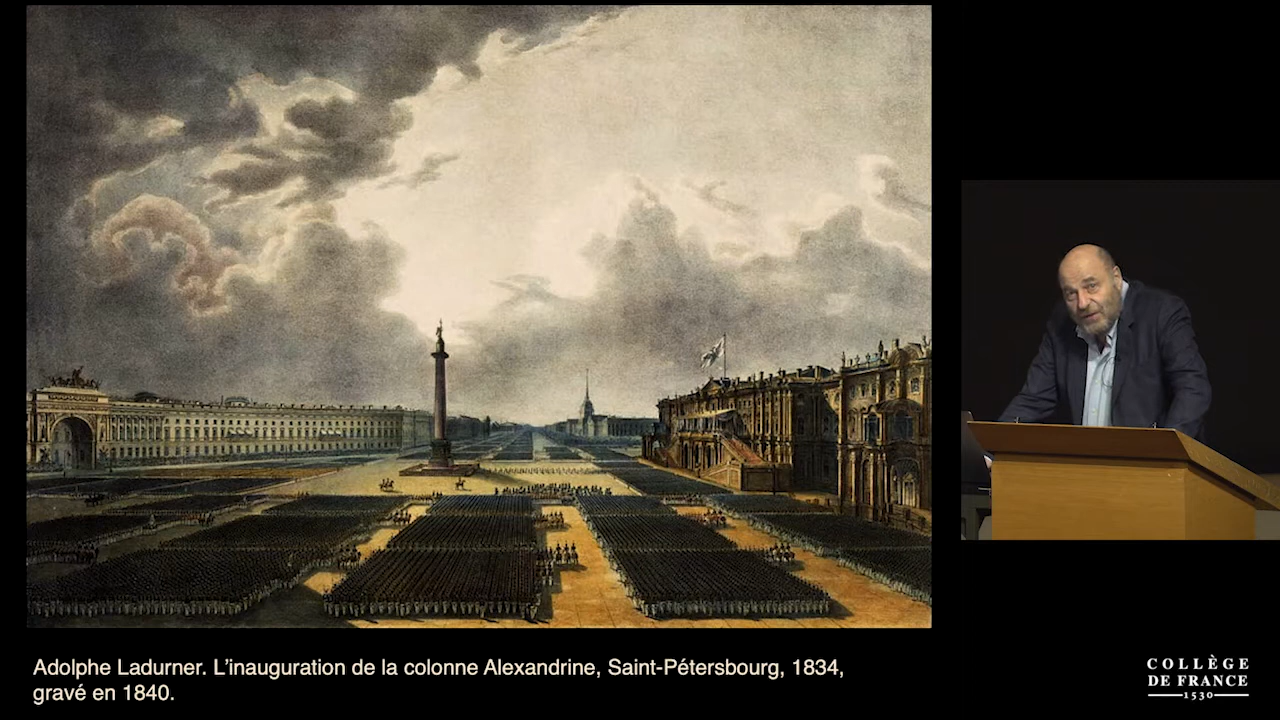 Adolphe Ladurner. L’inauguration de la colonne Alexandrine, Saint-Pétersbourg, 1834,
gravé en 1840.
COLLÈGE
DE FRANCE
1530